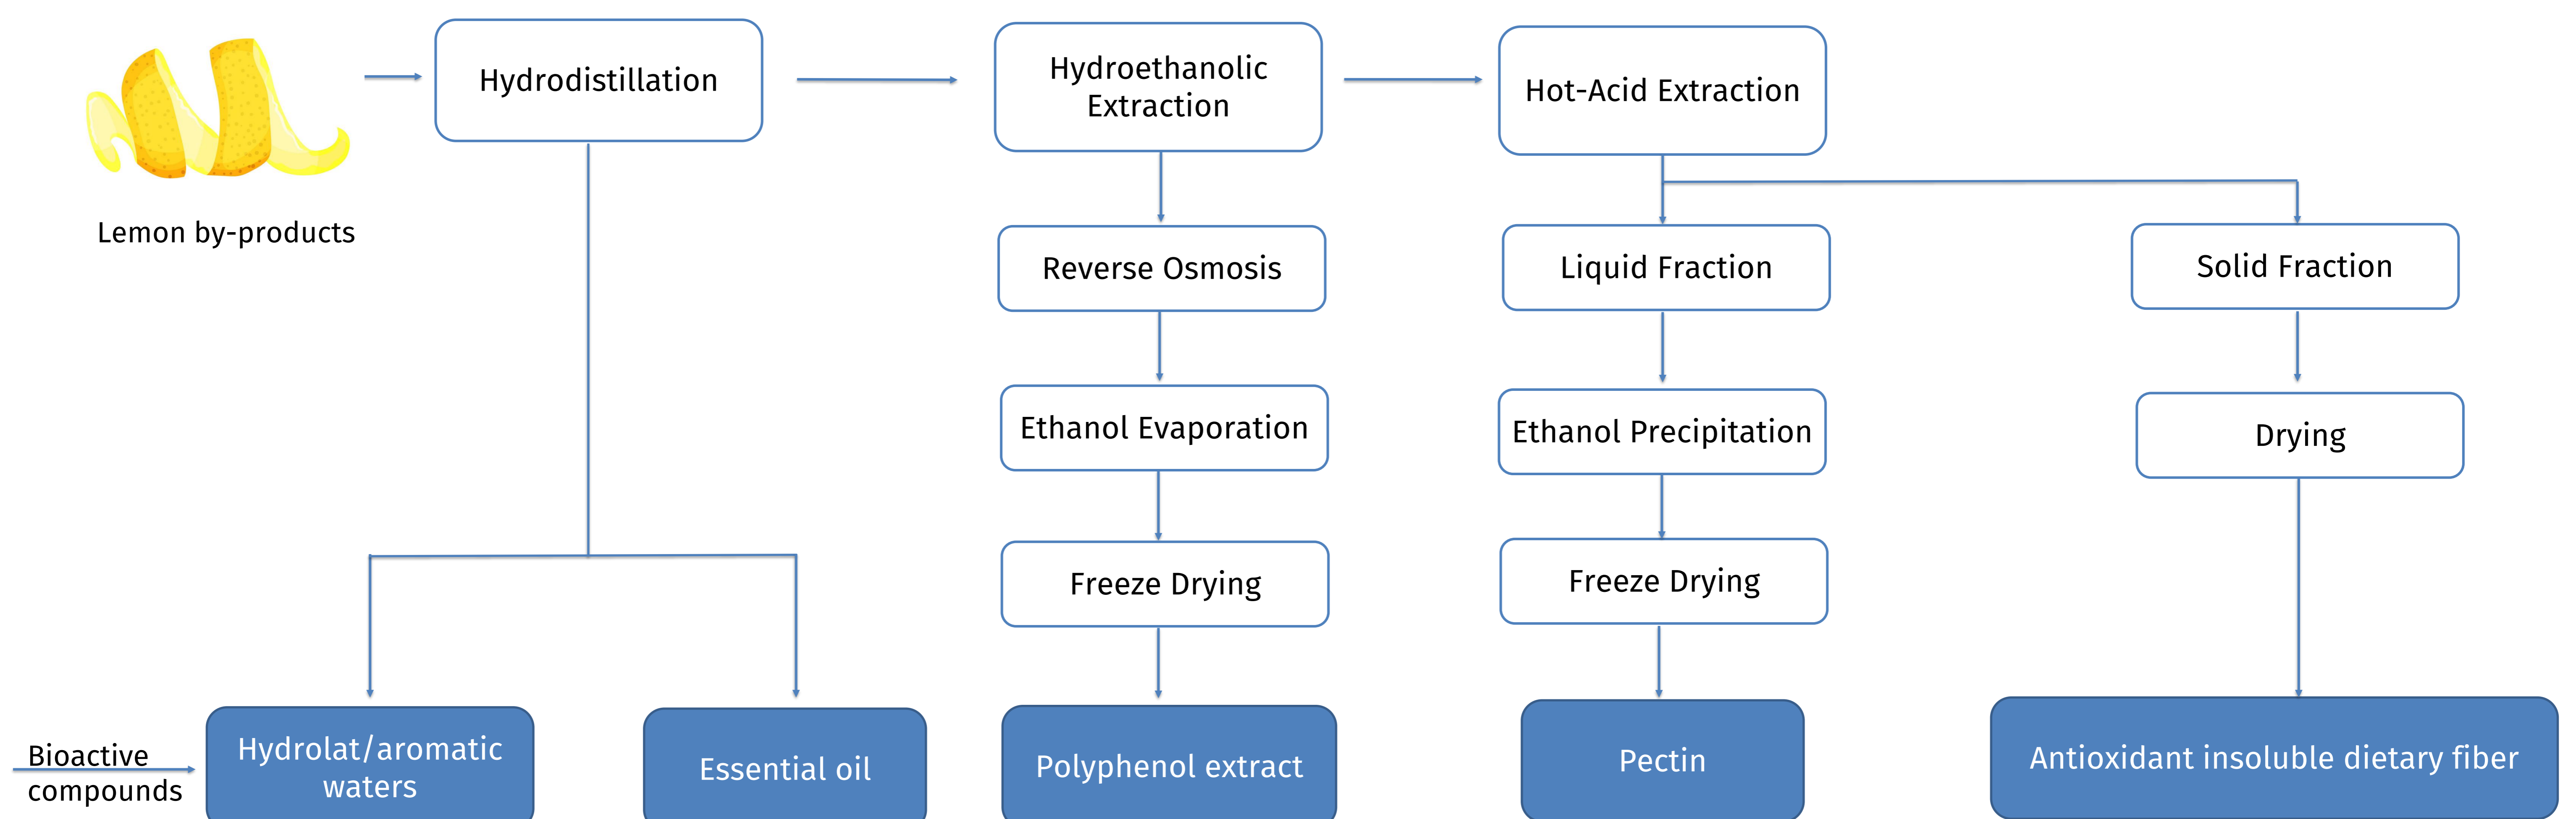 Hydrodistillation
Hydroethanolic
Extraction
Hot-Acid Extraction
Lemon by-products
Reverse Osmosis
Liquid Fraction
Solid Fraction
Ethanol Evaporation
Ethanol Precipitation
Drying
Freeze Drying
Freeze Drying
Bioactive
compounds
Hydrolat/aromatic
waters
Essential oil
Polyphenol extract
Pectin
Antioxidant insoluble dietary fiber